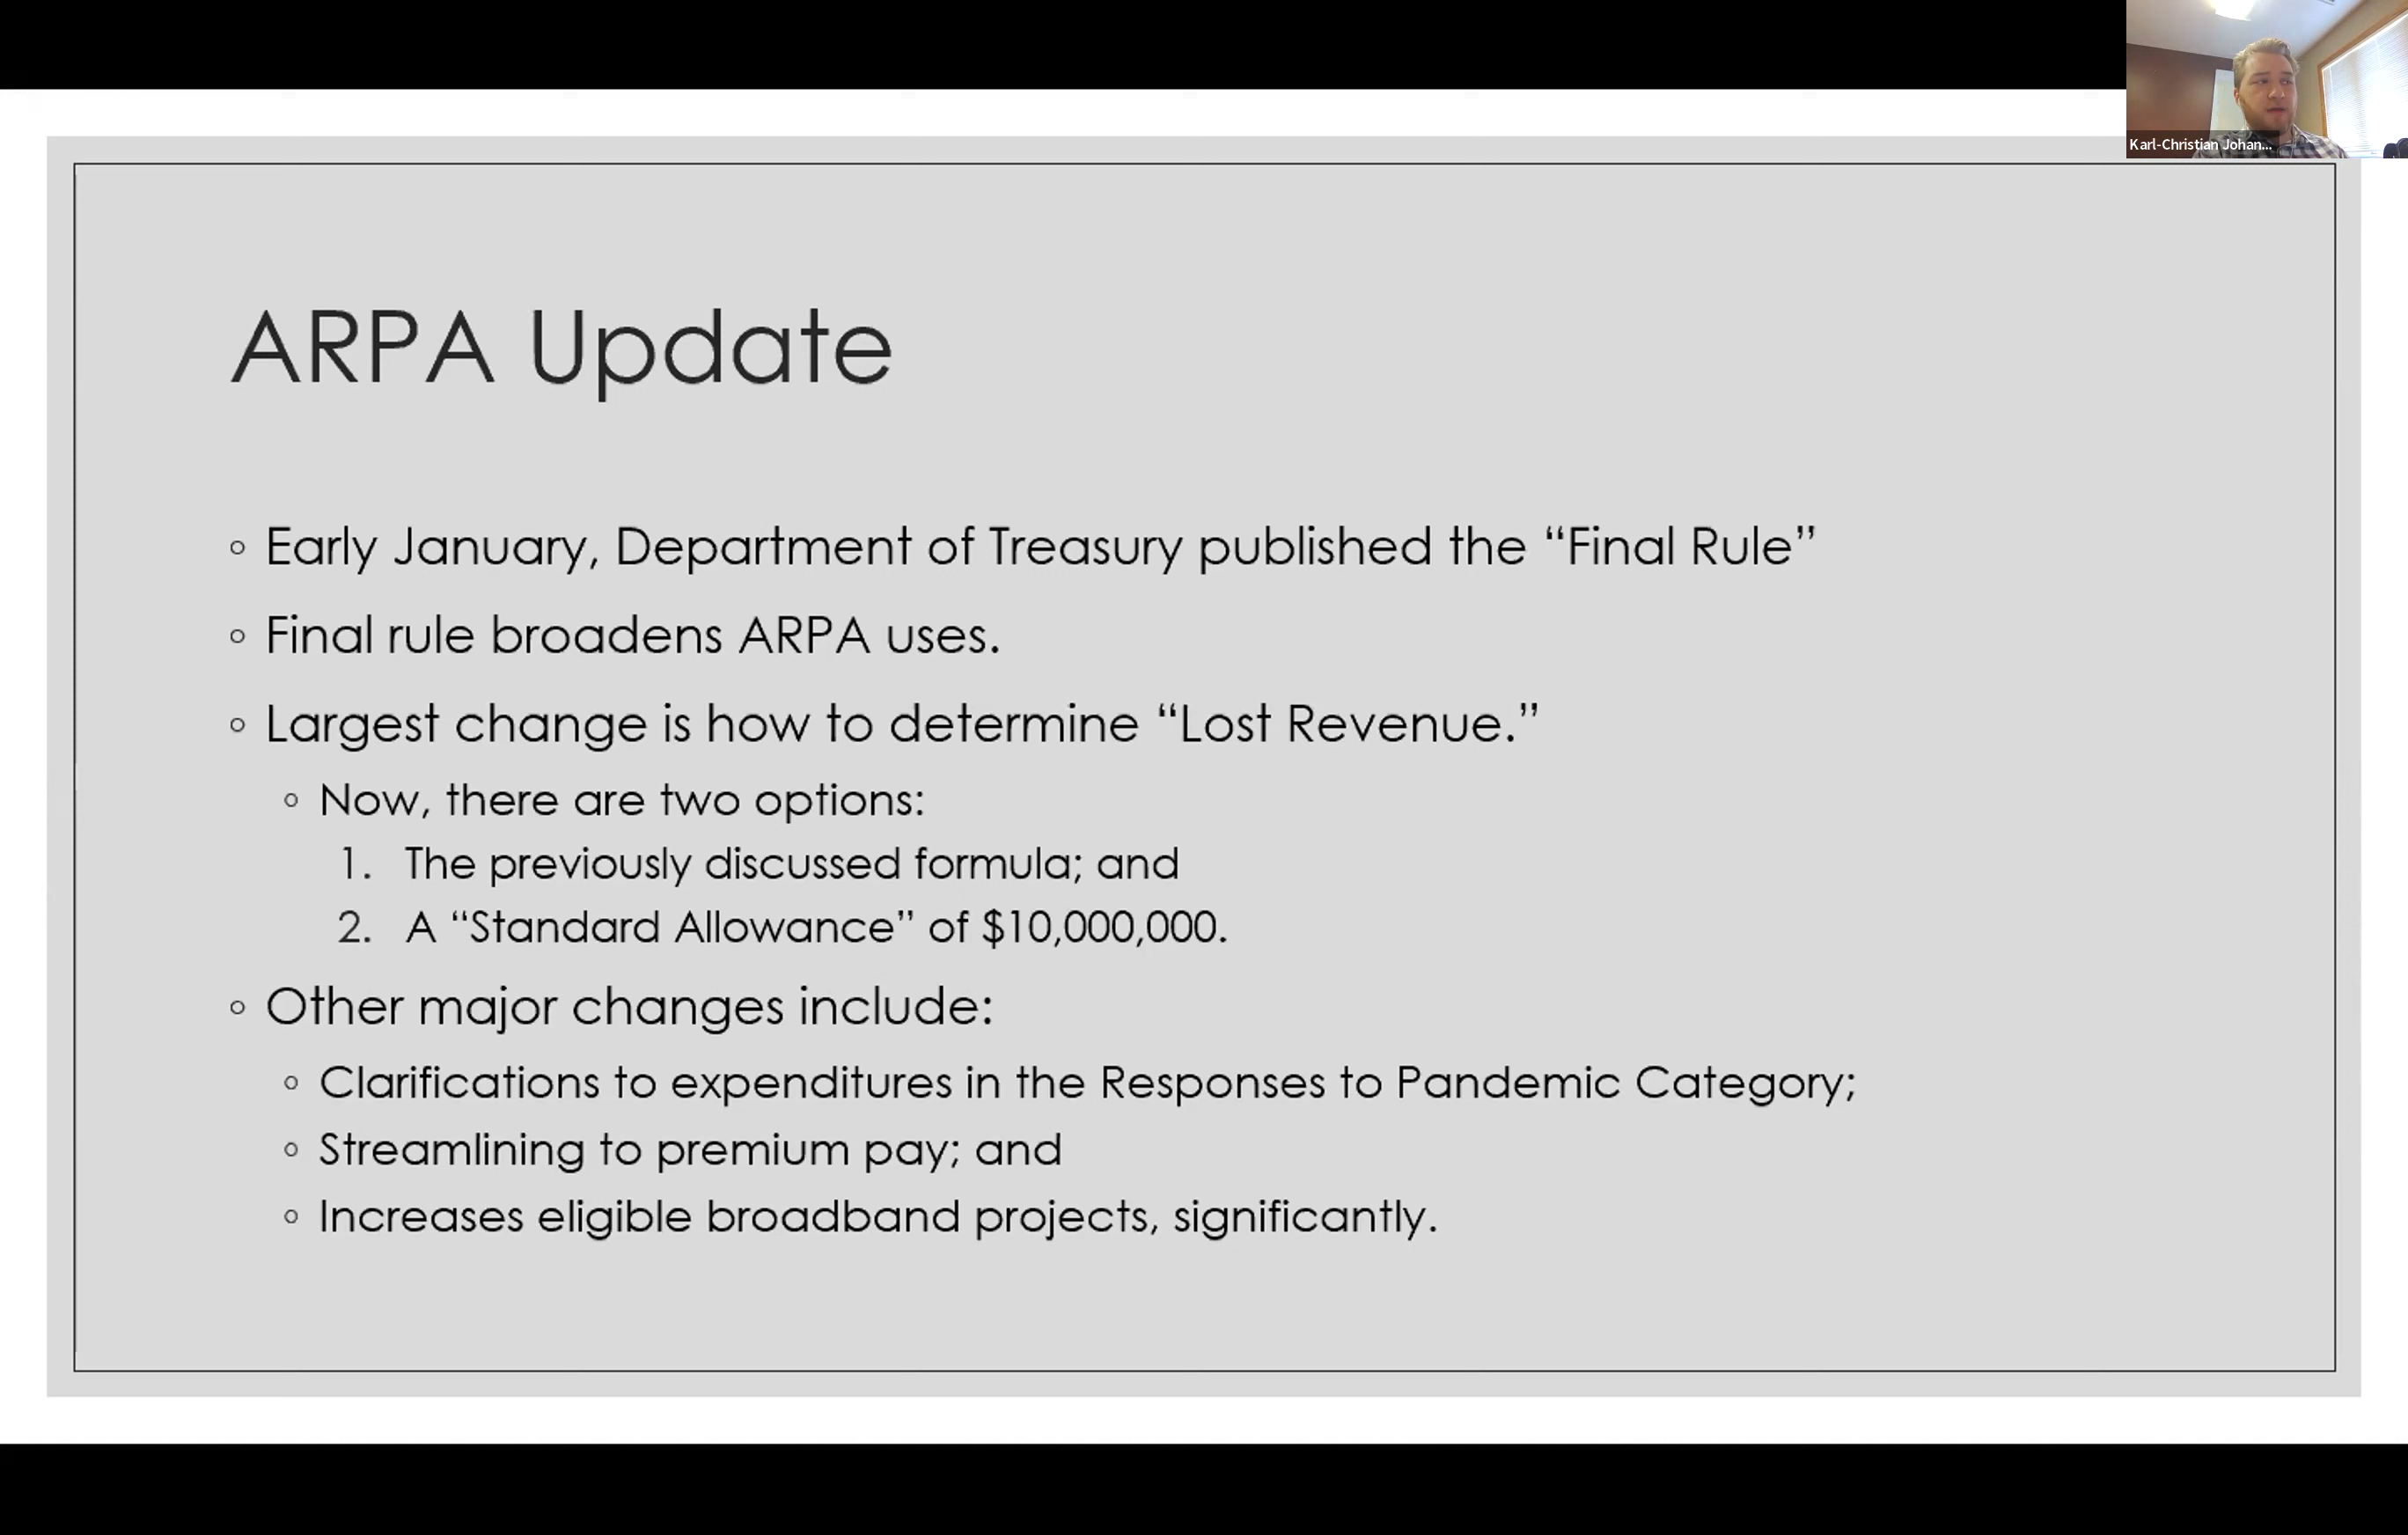 Karl-Christian Johan...
ARPA Update
◦ Early January, Department of Treasury published the “Final Rule”
◦ Final rule broadens ARPA uses.
◦ Largest change is how to determine “Lost Revenue.”
◦ Now, there are two options:
1. The previously discussed formula; and
2. A “Standard Allowance” of $10,000,000.
◦ Other major changes include:
◦ Clarifications to expenditures in the Responses to Pandemic Category;
◦ Streamlining to premium pay; and
◦ Increases eligible broadband projects, significantly.